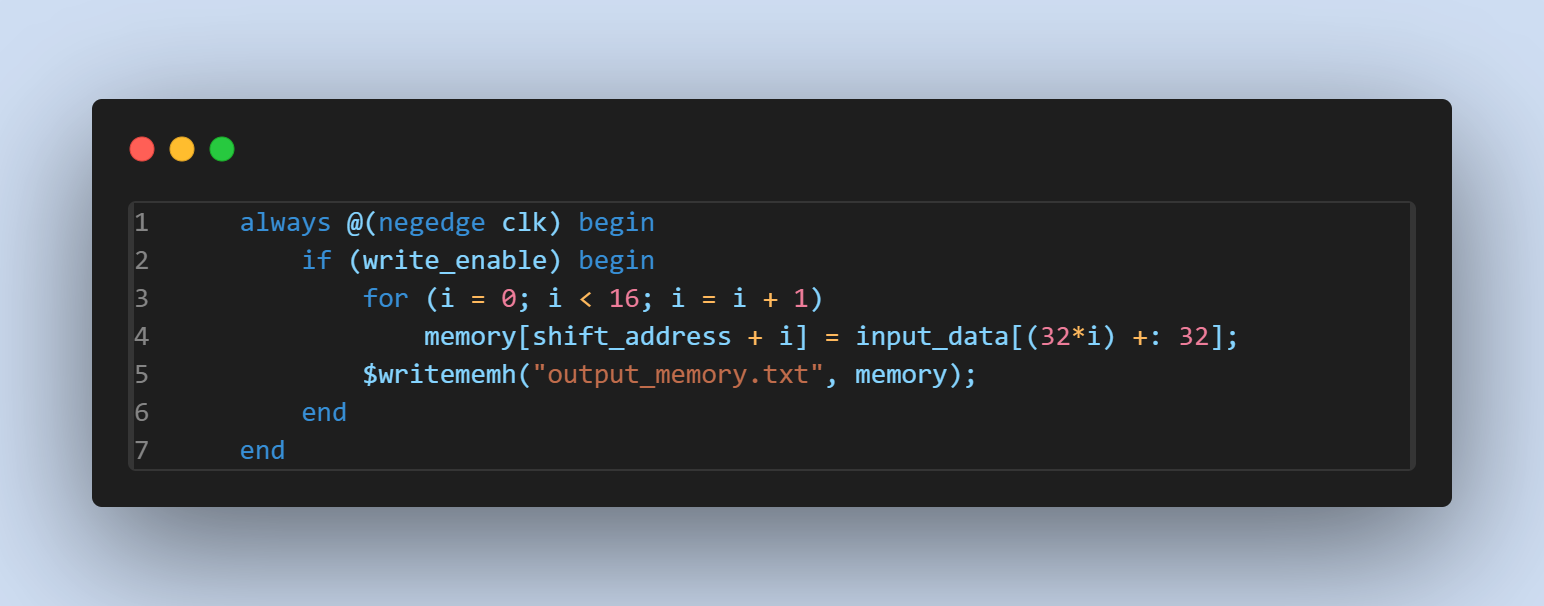 1 always @(negedge clk) begin
2 if (write_enable) begin
3 for (i = 0; i < 16; i = i + 1)
4 memory[shift_address + i] = input_data[(32*i) +: 32];
5 $writememh("output_memory.txt", memory);
6 end
7 end